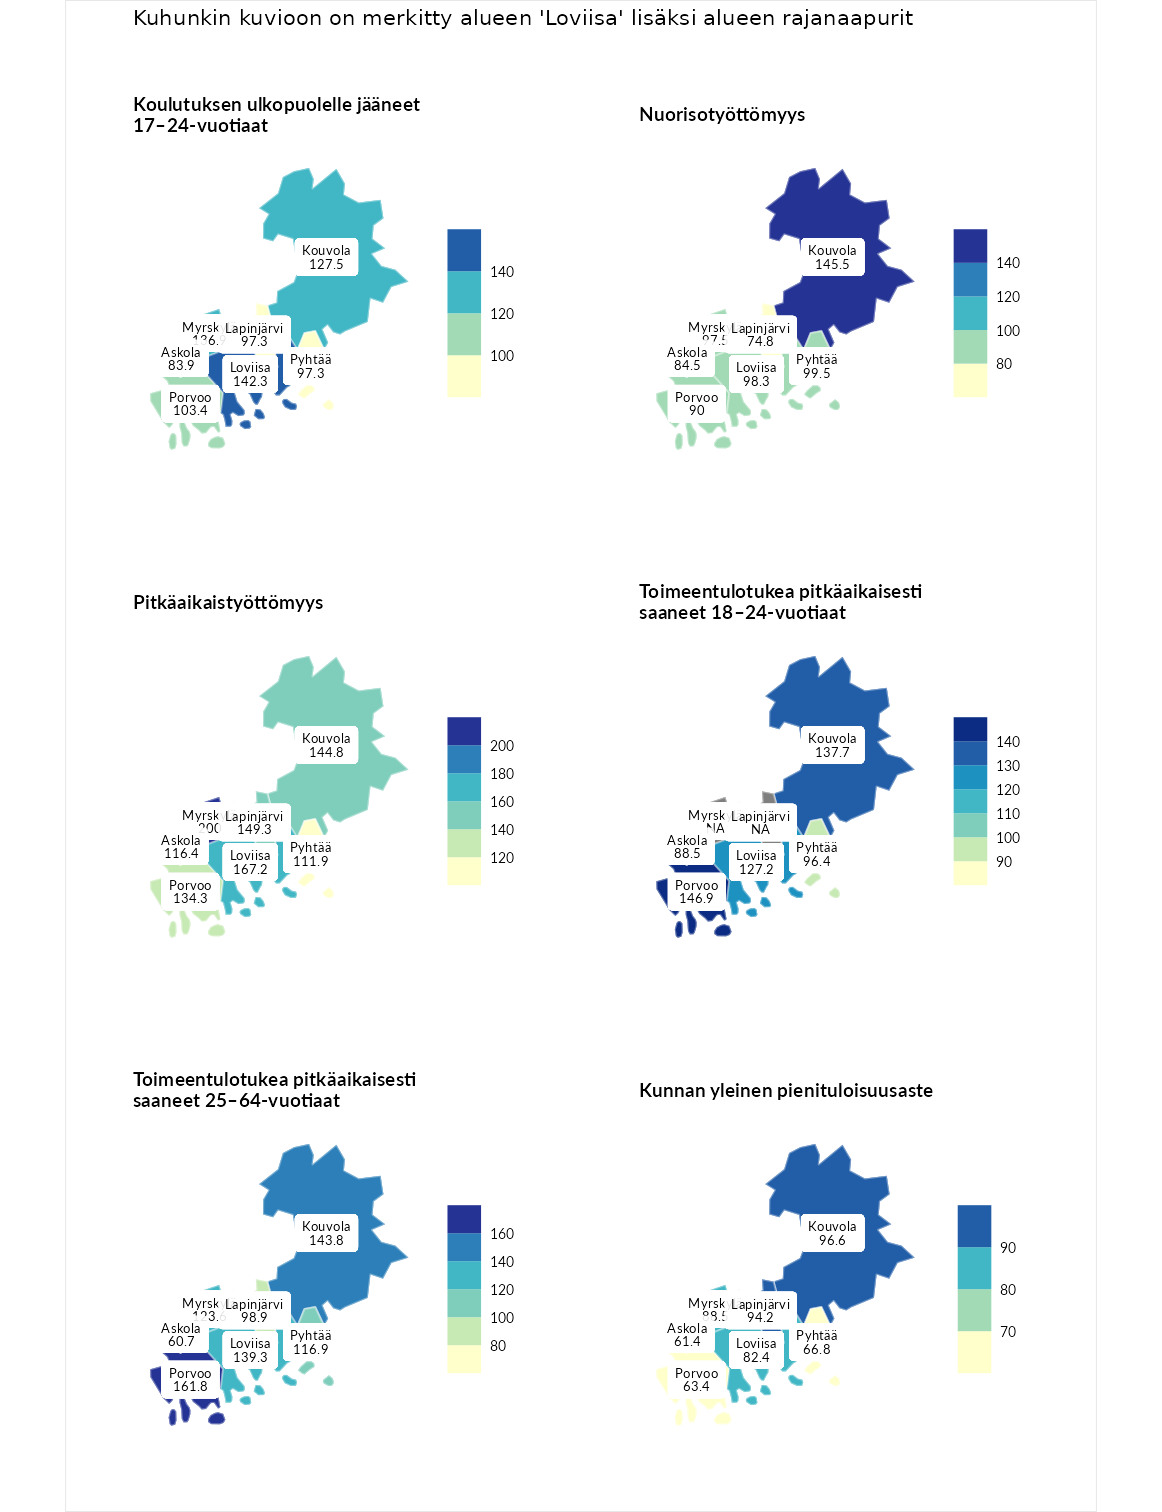 Kuhunkin kuvioon on merkitty alueen 'Loviisa' lisäksi alueen rajanaapurit
Koulutuksen ulkopuolelle jääneet
17–24-vuotiaat
Kouvola
127.5
Lapinjärvi
97.3
Askola
83.9
Loviisa
142.3
Pyhtää
97.3
Porvoo
103.4
140
120
100
Nuorisotyöttömyys
Kouvola
145.5
Lapinjärvi
74.8
Askola
84.5
Loviisa
98.3
Pyhtää
99.5
Porvoo
90
140
120
100
80
Pitkäaikaistyöttömyys
Kouvola
144.8
Lapinjärvi
149.3
Askola
116.4
Loviisa
167.2
Pyhtää
111.9
Porvoo
134.3
200
180
160
140
120
Toimeentulotukea pitkäaikaisesti
saaneet 18–24-vuotiaat
Kouvola
137.7
Lapinjärvi
NA
NA
Askola
88.5
Loviisa
127.2
Pyhtää
96.4
Porvoo
146.9
140
130
120
110
100
90
Toimeentulotukea pitkäaikaisesti
saaneet 25–64-vuotiaat
Kouvola
143.8
Lapinjärvi
98.9
Askola
60.7
Loviisa
139.3
Pyhtää
116.9
Porvoo
161.8
160
140
120
100
80
Kunnan yleinen pienituloisuusaste
Kouvola
96.6
Lapinjärvi
94.2
Askola
61.4
Loviisa
82.4
Pyhtää
66.8
Porvoo
63.4
90
80
70